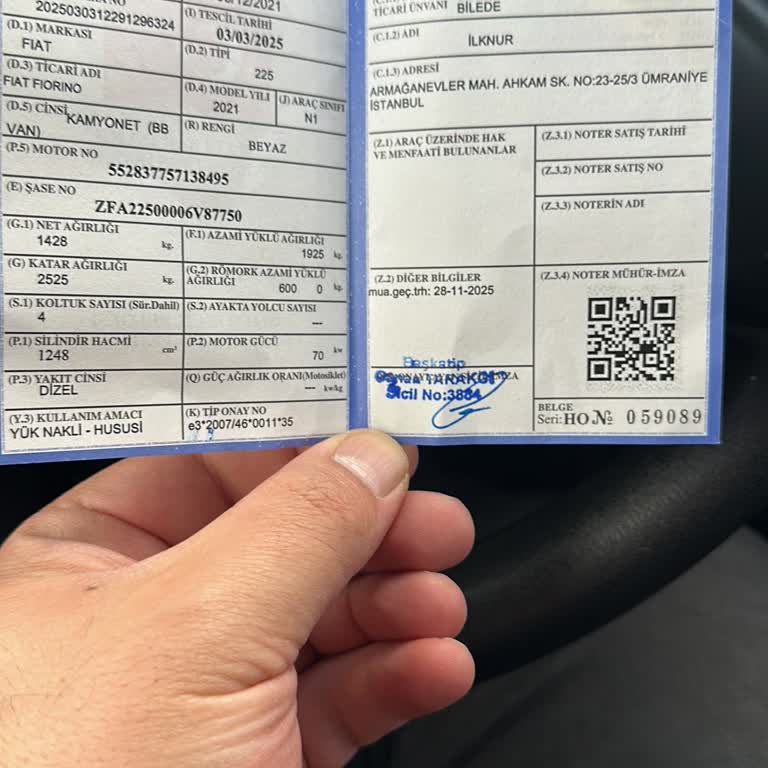 20250303122912963​24
/12/2021
(D.1) MARKASI
FIAT
(I) TESCİL TARİHİ
03/03/2025
(D.2) TİPİ
225
(D.3) TİCARİ ADI
FIAT FIORINO
(D.4) MODEL YILI
2021
(J) ARAÇ SINIFI
N1
(D.5) CİNSİ
KAMYONET (BB
VAN)
(R) RENGİ
BEYAZ
(P.5) MOTOR NO
552837757138495
(E) ŞASE NO
ZFA22500006V87750
(G.1) NET AĞIRLIĞI
1428 kg.
(F.1) AZAMİ YÜKLÜ AĞIRLIĞI
1925 kg.
(G) KATAR AĞIRLIĞI
2525 kg.
(G.2) RÖMORK AZAMİ YÜKLÜ
AĞIRLIĞI
600 0 kg.
(S.1) KOLTUK SAYISI (Sür.Dahil)
4
(S.2) AYAKTA YOLCU SAYISI
---
(P.1) SİLİNDİR HACMİ
1248 cm³
(P.2) MOTOR GÜCÜ
70 kw
(P.3) YAKIT CİNSİ
DİZEL
(Q) GÜÇ AĞIRLIK ORANI(Motosiklet)
--- kw/kg
(Y.3) KULLANIM AMACI
YÜK NAKLİ - HUSUSİ
(K) TİP ONAY NO
e3*2007/46*0011*35
TİCARİ ÜNVANI BİLEDE
(C.1.2) ADI
İLKNUR
(C.1.3) ADRESİ
ARMAĞANEVLER MAH. AHKAM SK. NO:23-25/3 ÜMRANİYE
İSTANBUL
(Z.1) ARAÇ ÜZERİNDE HAK
VE MENFAATİ BULUNANLAR
(Z.3.1) NOTER SATIŞ TARİHİ
(Z.3.2) NOTER SATIŞ NO
(Z.3.3) NOTERİN ADI
(Z.2) DİĞER BİLGİLER
mua.geç.trh: 28-11-2025
(Z.3.4) NOTER MÜHÜR-İMZA
Başkatip
TARAKÇI
Sicil No:3884
BELGE
Seri:HO № 059089